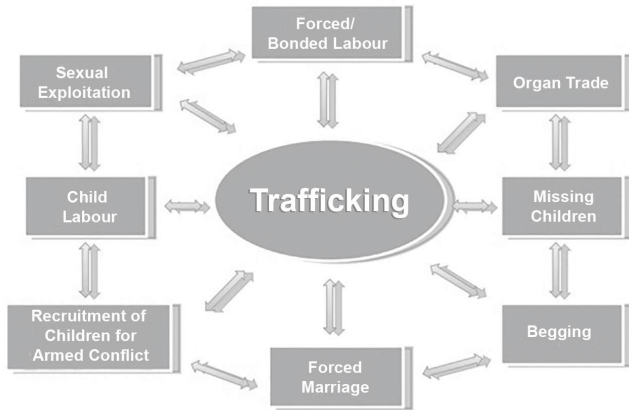 Forced/
Bonded Labour
Sexual
Exploitation
Organ Trade
Child
Labour
Trafficking
Missing
Children
Recruitment of
Children for
Armed Conflict
Begging
Forced
Marriage